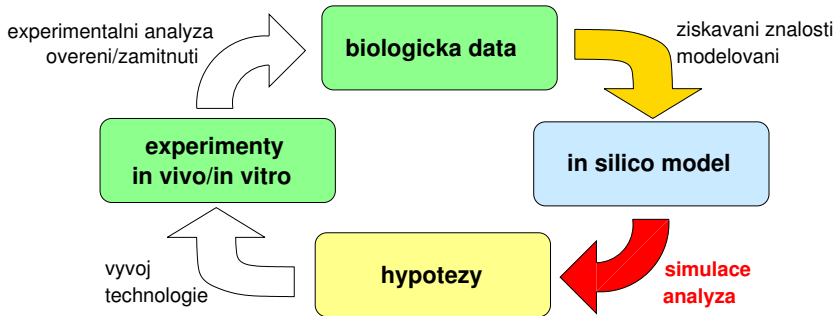 experimentalni analyza
overeni/zamitnuti
biologicka data
ziskavani znalosti
modelovani
experimenty
in vivo/in vitro
in silico model
vyvoj
technologie
hypotezy
simulace
analyza